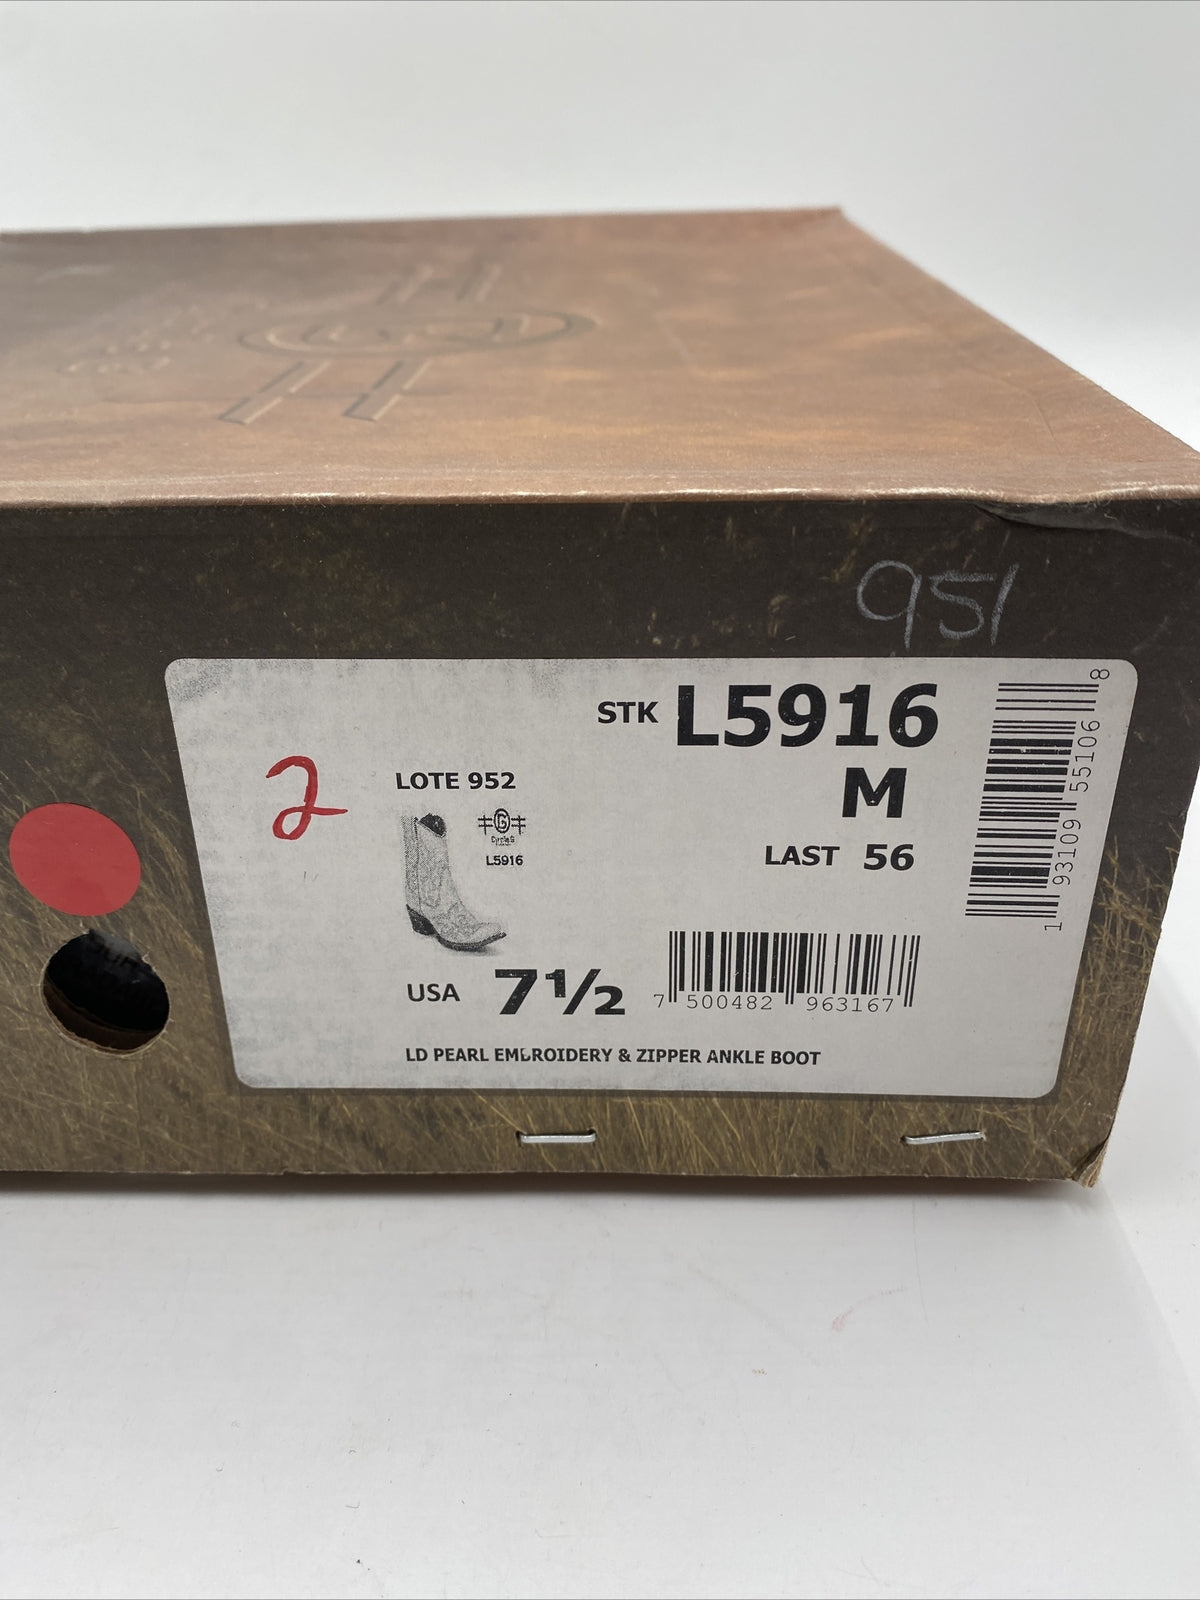 951
STK L5916
M
2
LOTE 952
G
Circle G
L5916
LAST 56
1 93109 55106 8
USA 7½
7 500482 963167
LD PEARL EMBROIDERY & ZIPPER ANKLE BOOT